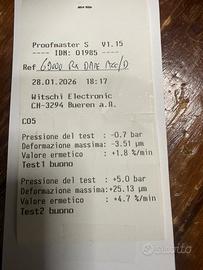 Proofmaster S V1.15
---- IDN: 01985 ----
Ref
28.01.2026 18:17
Witschi Electronic
CH-3294 Bueren a.A.
CO5
Pressione del test : -0.7 bar
Deformazione massima: -3.51 µm
Valore ermetico : +1.8 %/min
Test1 buono
Pressione del test : +5.0 bar
Deformazione massima:+25.13 µm
Valore ermetico : +4.7 %/min
Test2 buono
subito